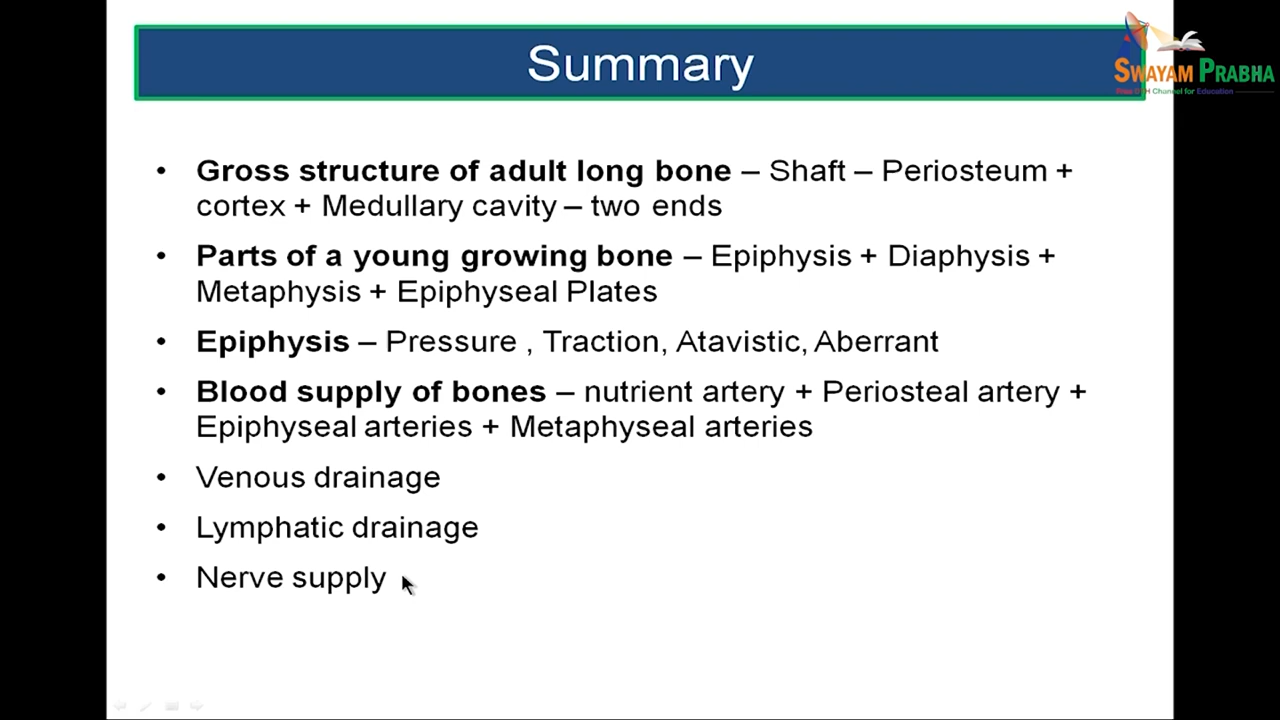 Summary
SWAYAM PRABHA
Free DTH Channel for Education
• Gross structure of adult long bone – Shaft – Periosteum +
cortex + Medullary cavity – two ends
• Parts of a young growing bone – Epiphysis + Diaphysis +
Metaphysis + Epiphyseal Plates
• Epiphysis – Pressure , Traction, Atavistic, Aberrant
• Blood supply of bones – nutrient artery + Periosteal artery +
Epiphyseal arteries + Metaphyseal arteries
• Venous drainage
• Lymphatic drainage
• Nerve supply